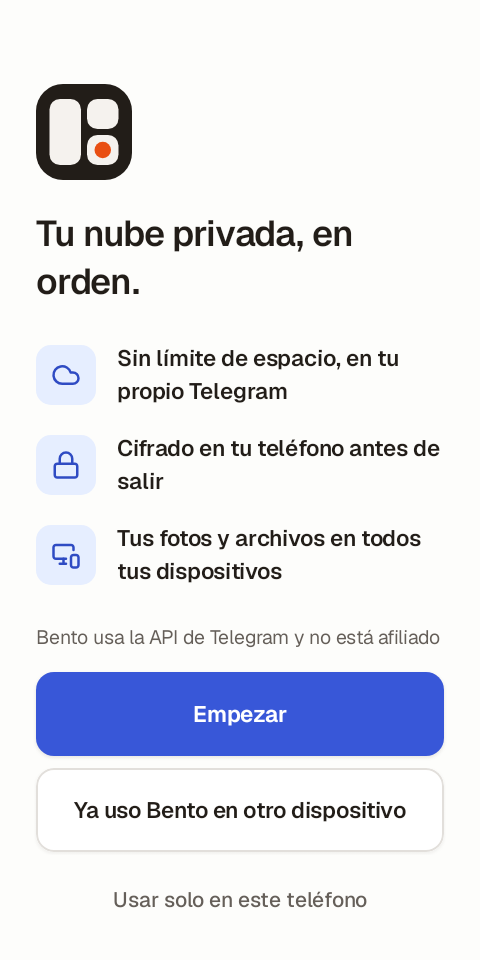 Tu nube privada, en
orden.
Sin límite de espacio, en tu
propio Telegram
Cifrado en tu teléfono antes de
salir
Tus fotos y archivos en todos
tus dispositivos
Bento usa la API de Telegram y no está afiliado
Empezar
Ya uso Bento en otro dispositivo
Usar solo en este teléfono